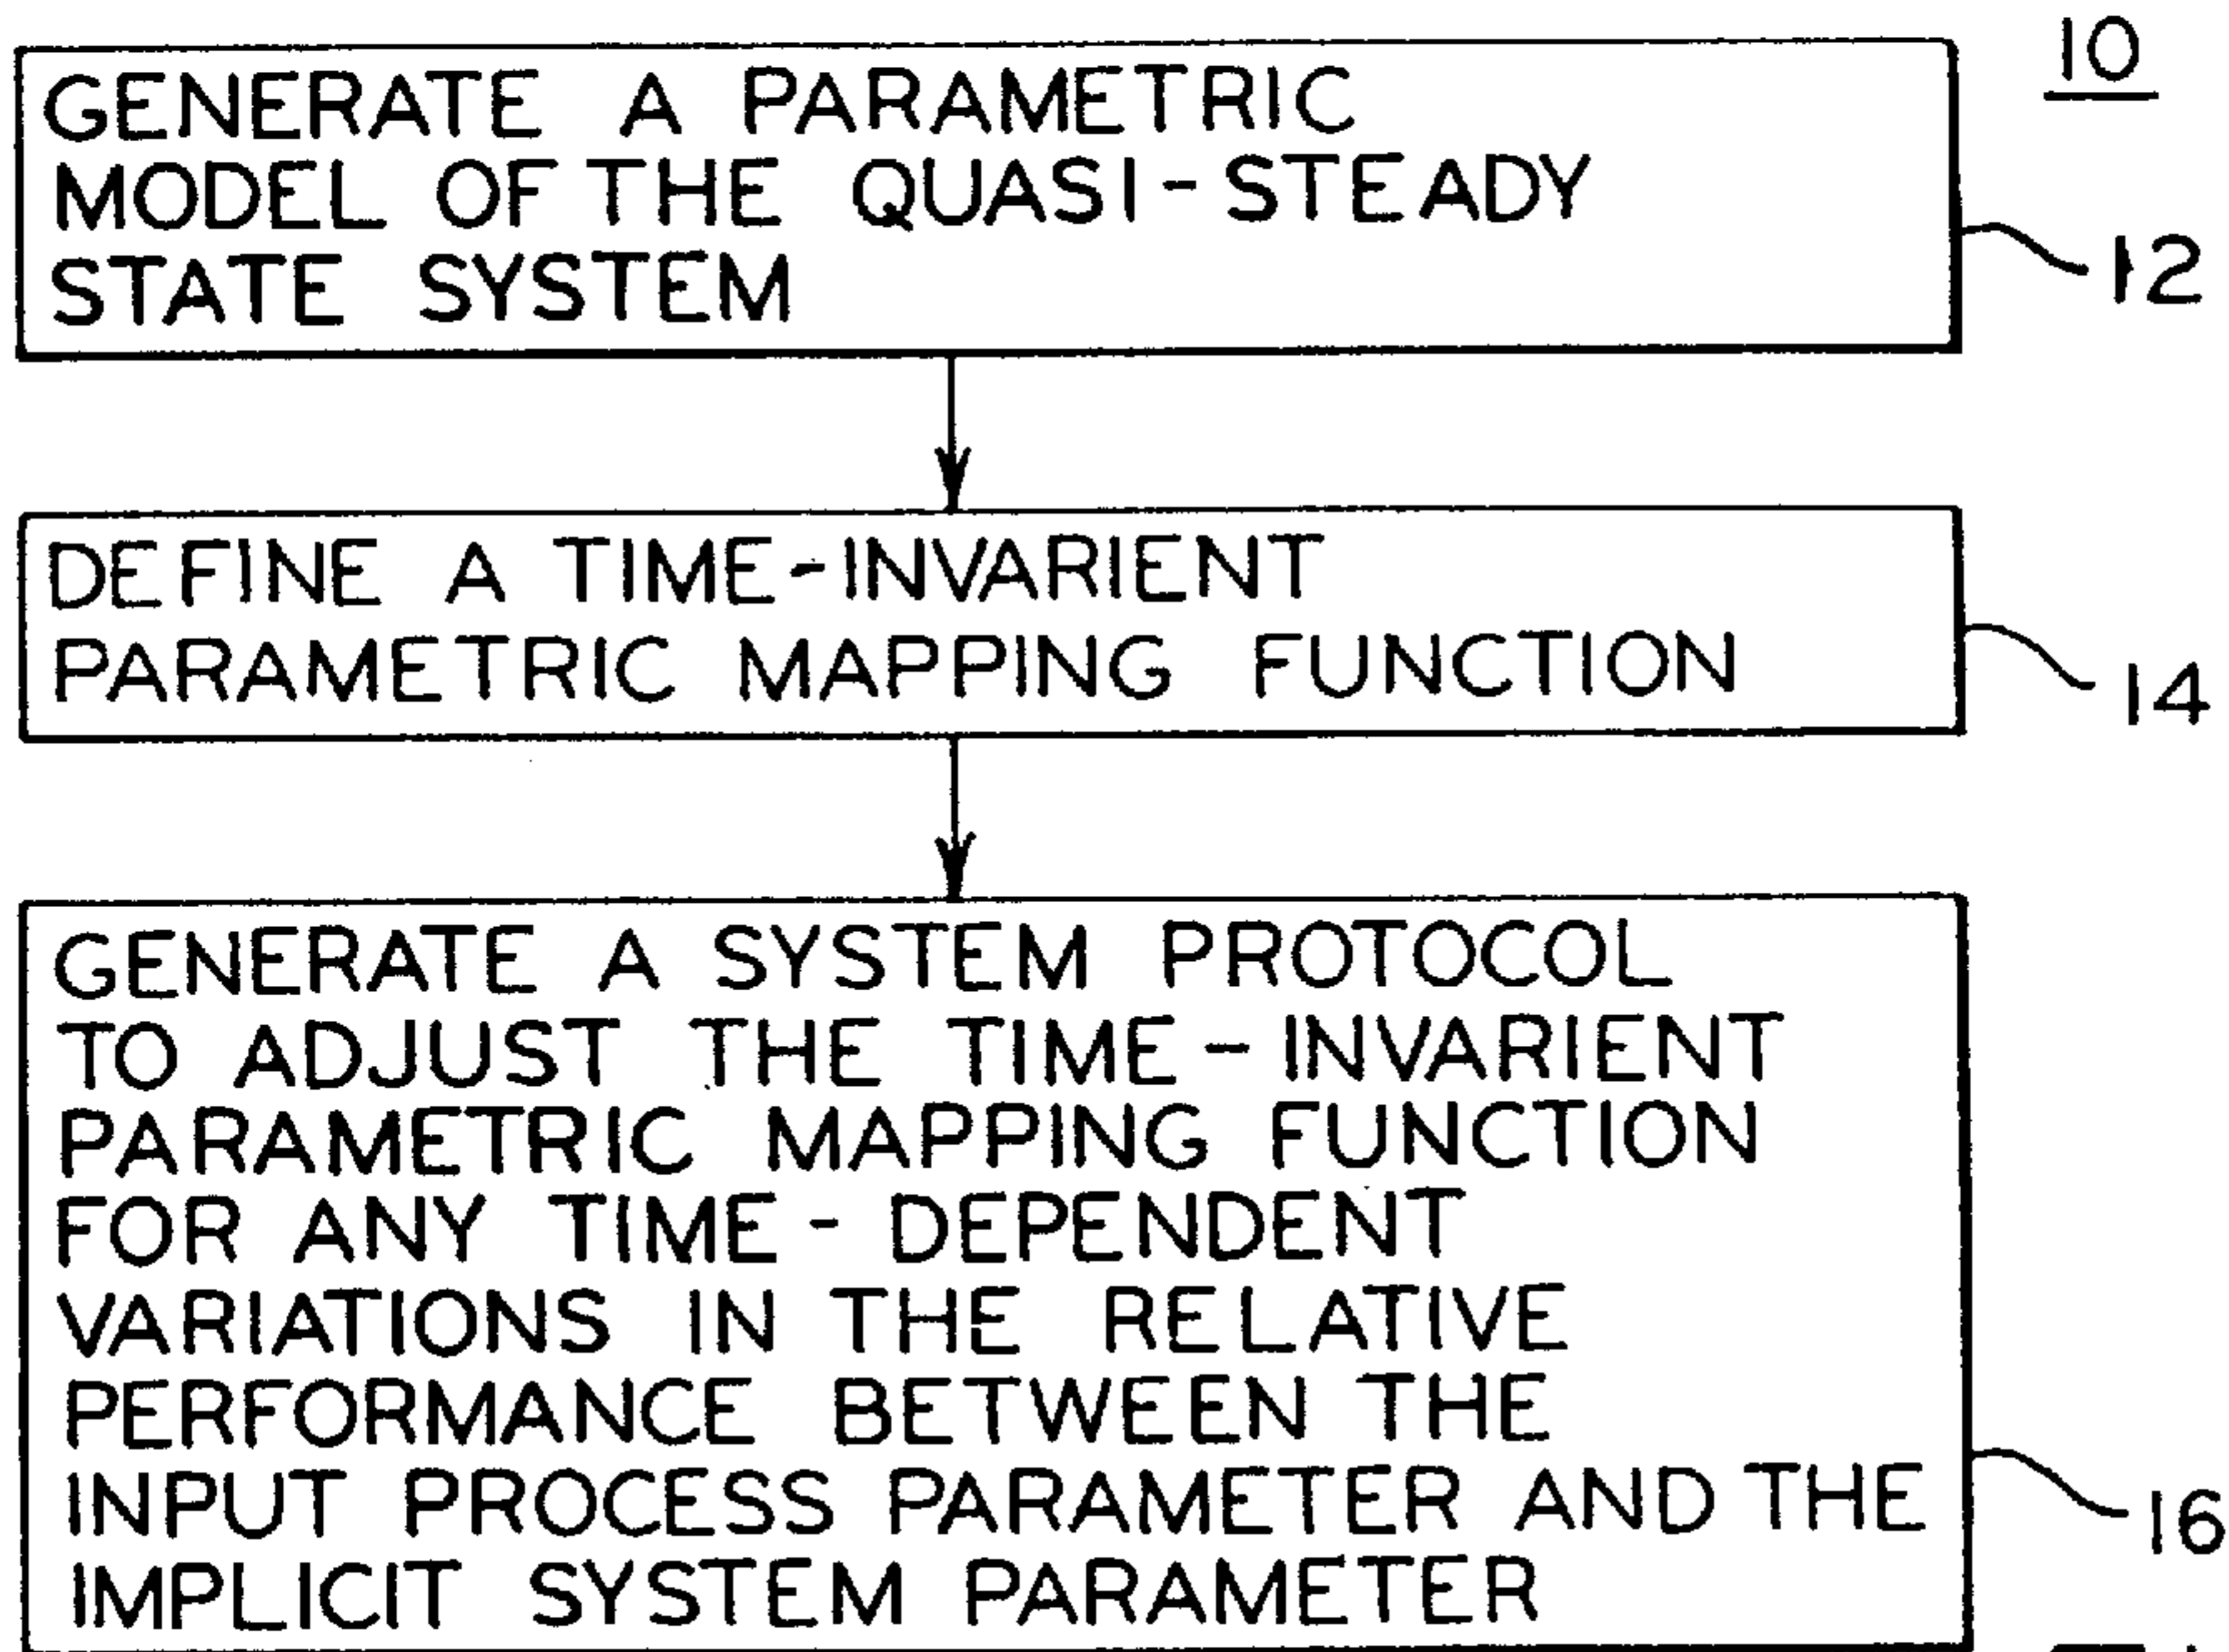 10
GENERATE A PARAMETRIC
MODEL OF THE QUASI-STEADY
STATE SYSTEM
12
DEFINE A TIME-INVARIENT
PARAMETRIC MAPPING FUNCTION
14
GENERATE A SYSTEM PROTOCOL
TO ADJUST THE TIME-INVARIENT
PARAMETRIC MAPPING FUNCTION
FOR ANY TIME-DEPENDENT
VARIATIONS IN THE RELATIVE
PERFORMANCE BETWEEN THE
INPUT PROCESS PARAMETER AND THE
IMPLICIT SYSTEM PARAMETER
16